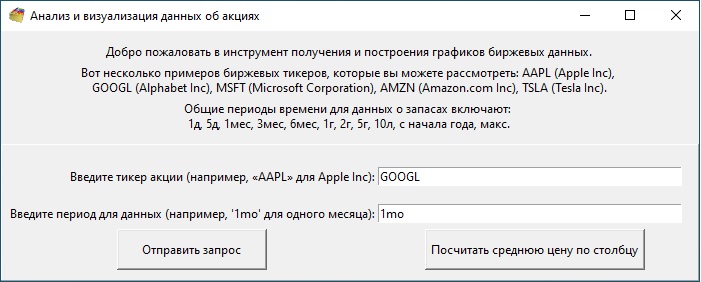 Анализ и визуализация данных об акциях
Добро пожаловать в инструмент получения и построения графиков биржевых данных.
Вот несколько примеров биржевых тикеров, которые вы можете рассмотреть: AAPL (Apple Inc),
GOOGL (Alphabet Inc), MSFT (Microsoft Corporation), AMZN (Amazon.com Inc), TSLA (Tesla Inc).
Общие периоды времени для данных о запасах включают:
1д, 5д, 1мес, 3мес, 6мес, 1г, 2г, 5г, 10л, с начала года, макс.
Введите тикер акции (например, «AAPL» для Apple Inc): GOOGL
Введите период для данных (например, '1mo' для одного месяца): 1mo
Отправить запрос Посчитать среднюю цену по столбцу